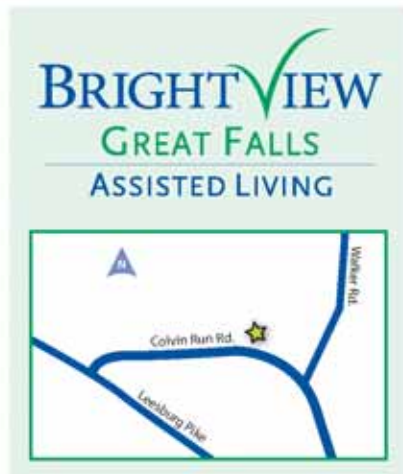 BRIGHTVIEW
GREAT FALLS
ASSISTED LIVING
N
Walker Rd.
Colvin Run Rd.
Leesburg Pike